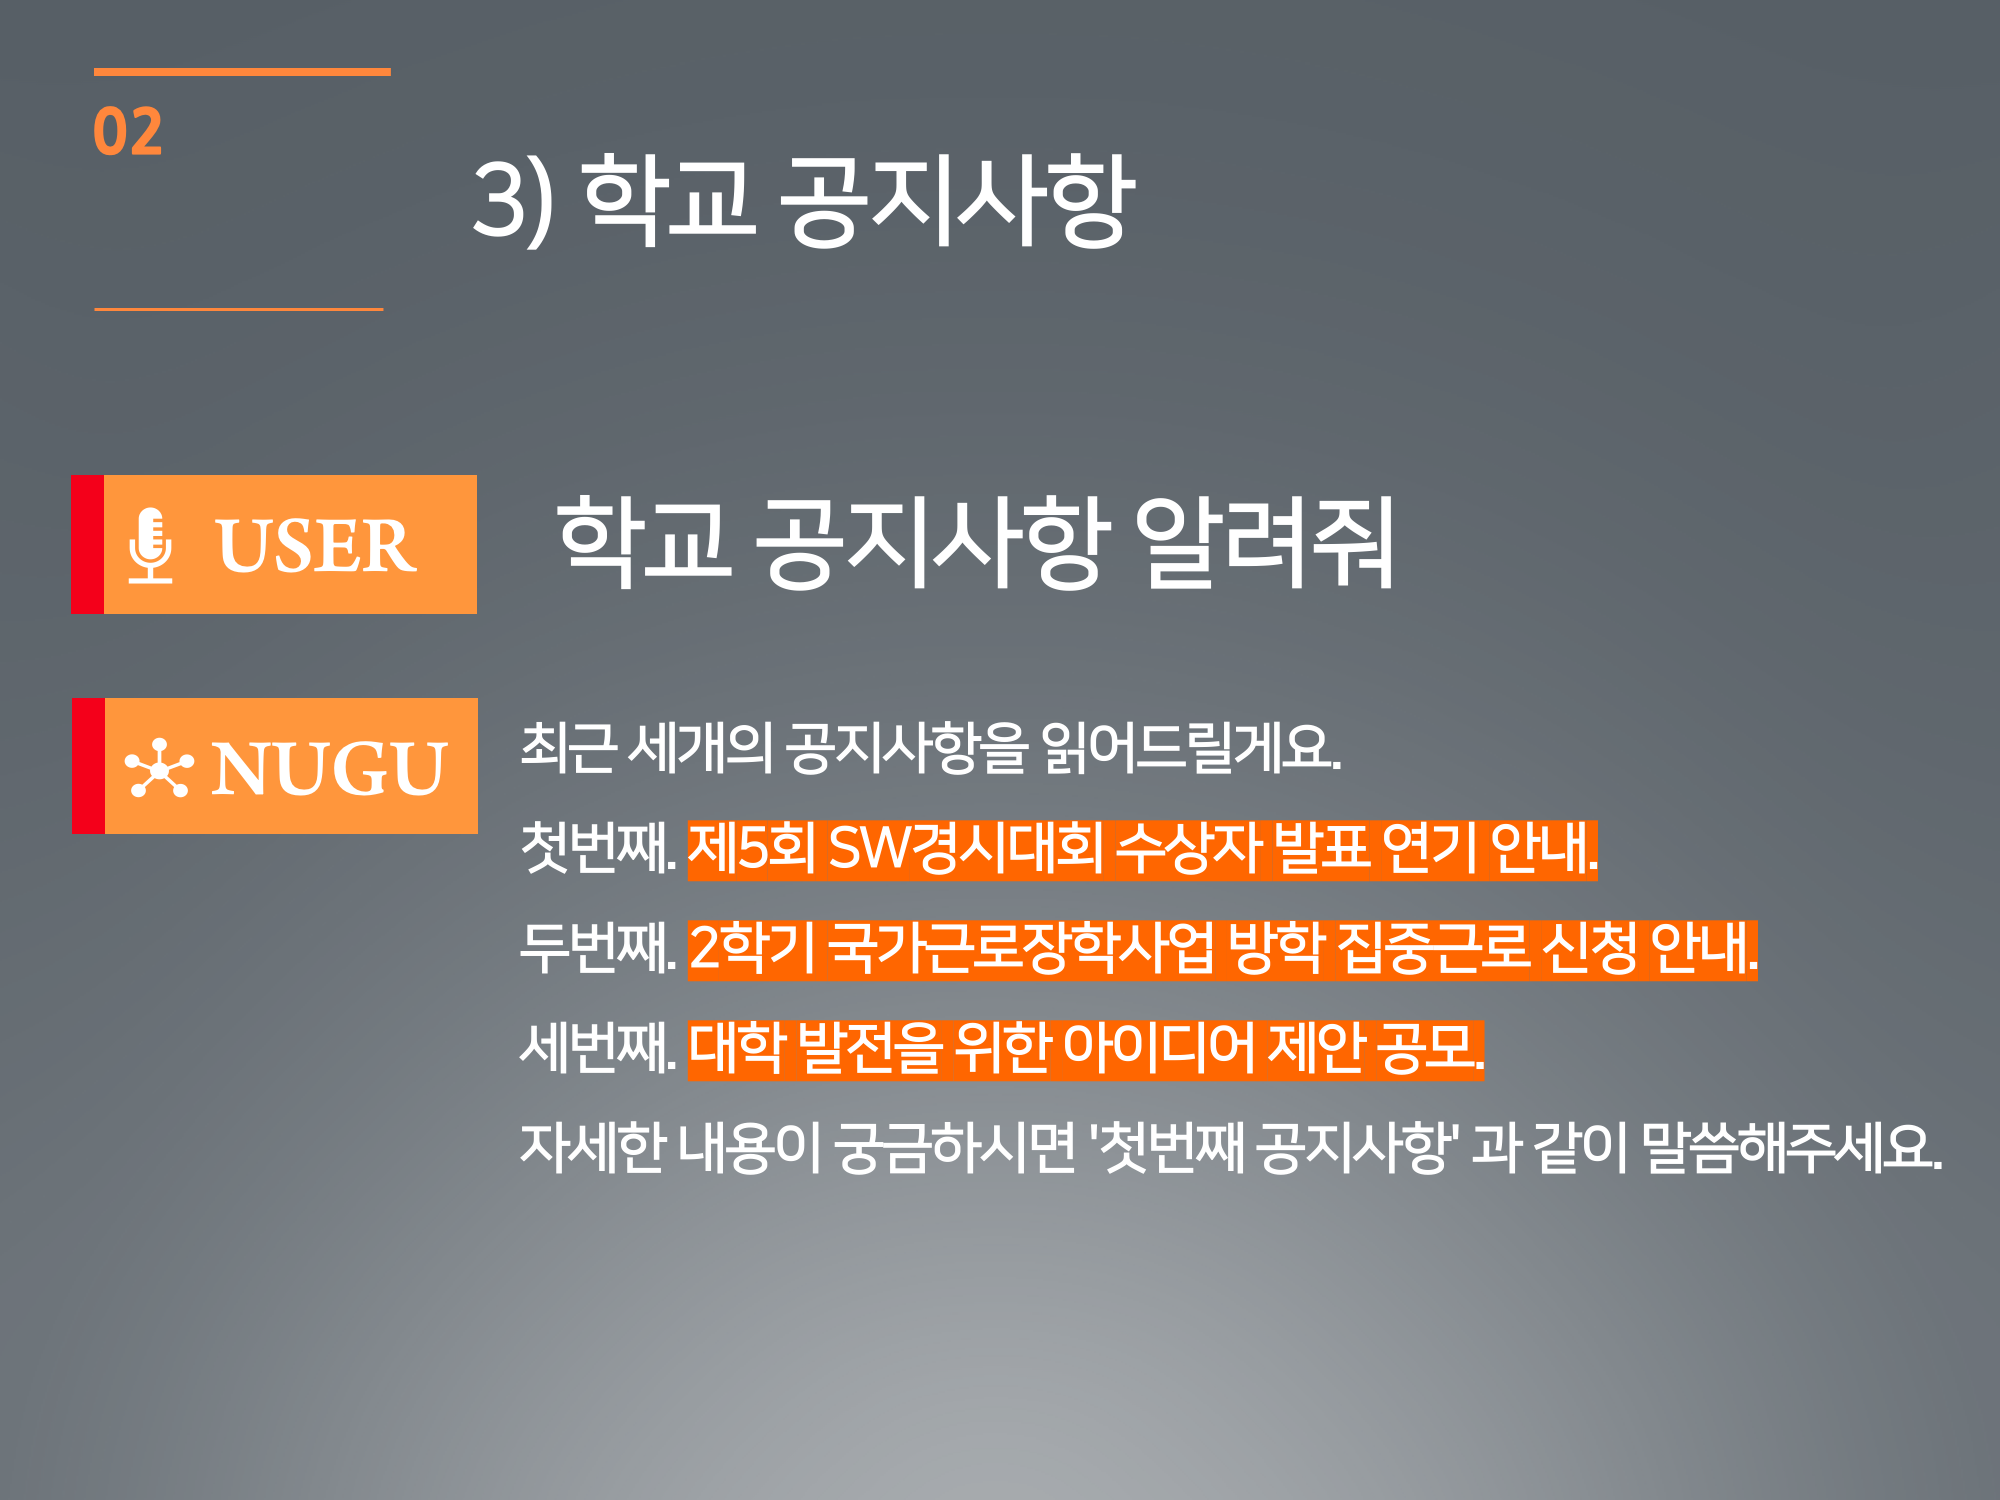 02
3) 학교 공지사항
USER
학교 공지사항 알려줘
NUGU
최근 세개의 공지사항을 읽어드릴게요.
첫번째. 제5회 SW경시대회 수상자 발표 연기 안내.
두번째. 2학기 국가근로장학사업 방학 집중근로 신청 안내.
세번째. 대학 발전을 위한 아이디어 제안 공모.
자세한 내용이 궁금하시면 '첫번째 공지사항' 과 같이 말씀해주세요.